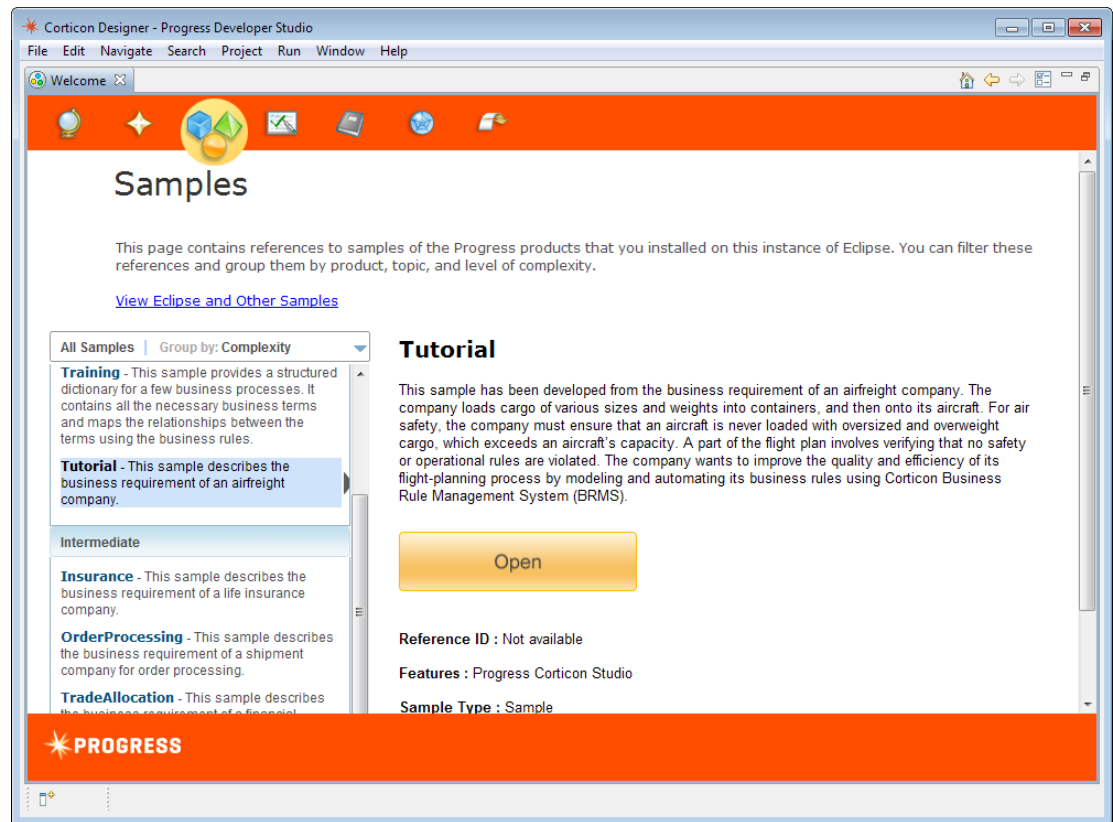 Corticon Designer - Progress Developer Studio
File Edit Navigate Search Project Run Window Help
Welcome
Samples
This page contains references to samples of the Progress products that you installed on this instance of Eclipse. You can filter these
references and group them by product, topic, and level of complexity.
View Eclipse and Other Samples
All Samples | Group by: Complexity
Training - This sample provides a structured
dictionary for a few business processes. It
contains all the necessary business terms
and maps the relationships between the
terms using the business rules.
Tutorial - This sample describes the
business requirement of an airfreight
company.
Intermediate
Insurance - This sample describes the
business requirement of a life insurance
company.
OrderProcessing - This sample describes
the business requirement of a shipment
company for order processing.
TradeAllocation - This sample describes
the business requirement of a financial
Tutorial
This sample has been developed from the business requirement of an airfreight company. The
company loads cargo of various sizes and weights into containers, and then onto its aircraft. For air
safety, the company must ensure that an aircraft is never loaded with oversized and overweight
cargo, which exceeds an aircraft's capacity. A part of the flight plan involves verifying that no safety
or operational rules are violated. The company wants to improve the quality and efficiency of its
flight-planning process by modeling and automating its business rules using Corticon Business
Rule Management System (BRMS).
Open
Reference ID : Not available
Features : Progress Corticon Studio
Sample Type : Sample
PROGRESS